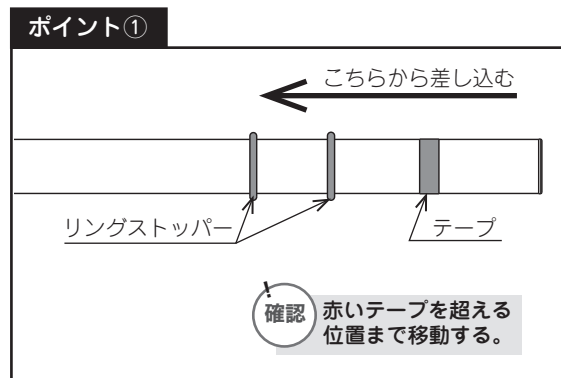 ポイント①
こちらから差し込む
リングストッパー
テープ
!
確認
赤いテープを超える
位置まで移動する。